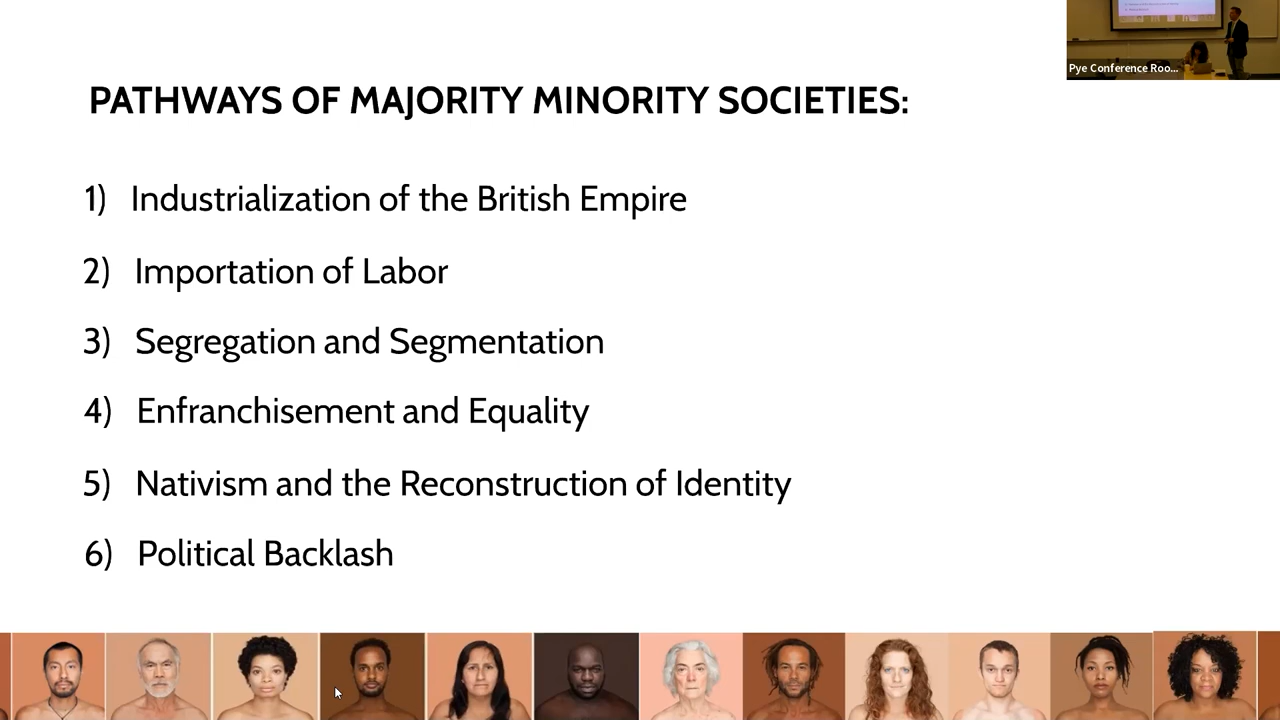 Pye Conference Roo...
PATHWAYS OF MAJORITY MINORITY SOCIETIES:
1) Industrialization of the British Empire
2) Importation of Labor
3) Segregation and Segmentation
4) Enfranchisement and Equality
5) Nativism and the Reconstruction of Identity
6) Political Backlash